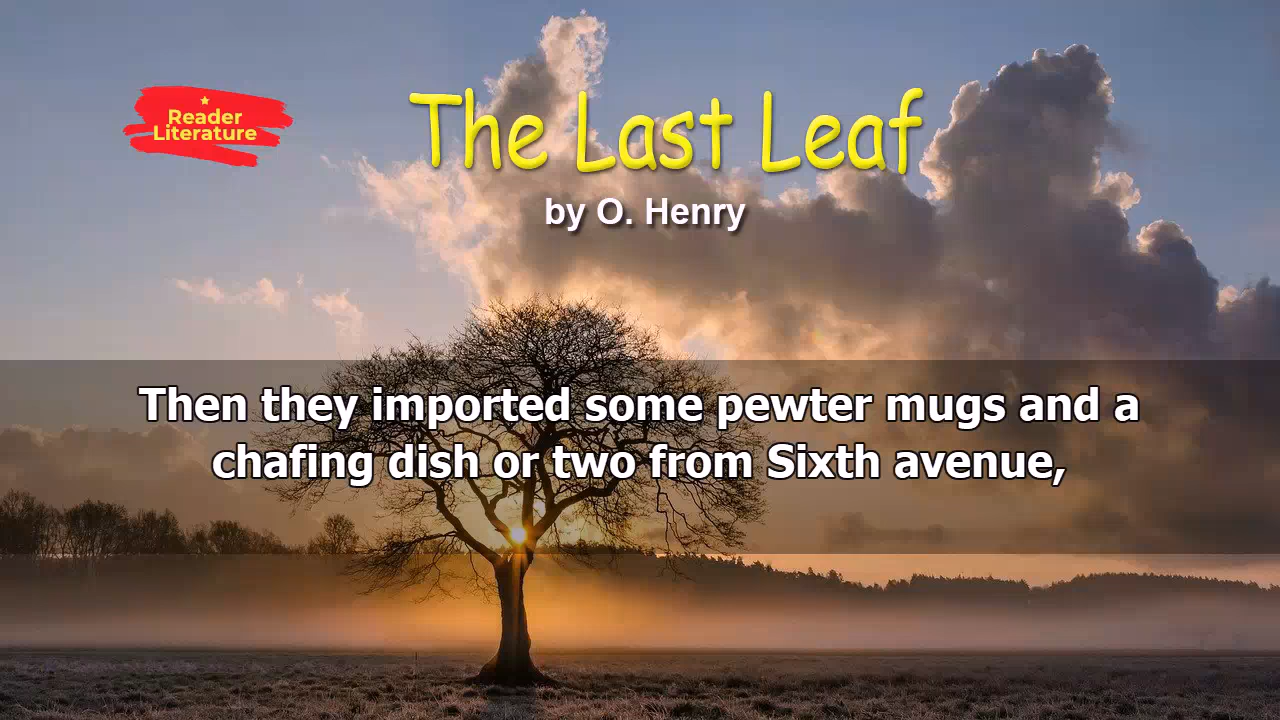 Reader
Literature
The Last Leaf
by O. Henry
Then they imported some pewter mugs and a
chafing dish or two from Sixth avenue,